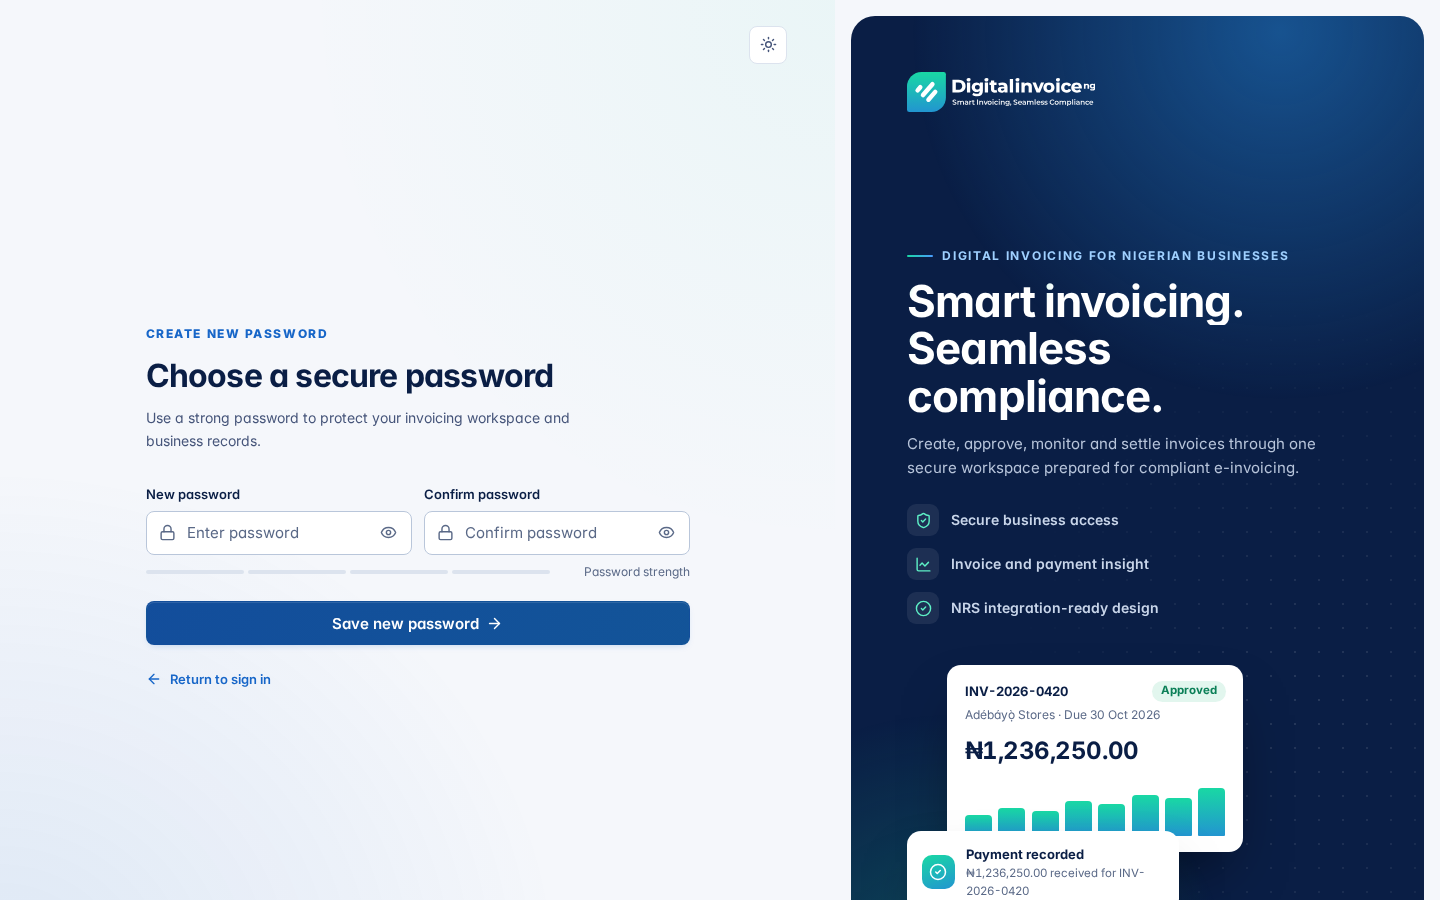 CREATE NEW PASSWORD
Choose a secure password
Use a strong password to protect your invoicing workspace and
business records.
New password
Confirm password
Enter password
Confirm password
Password strength
Save new password
Return to sign in
Digitalinvoice ng
Smart Invoicing, Seamless Compliance
DIGITAL INVOICING FOR NIGERIAN BUSINESSES
Smart invoicing.
Seamless
compliance.
Create, approve, monitor and settle invoices through one
secure workspace prepared for compliant e-invoicing.
Secure business access
Invoice and payment insight
NRS integration-ready design
INV-2026-0420
Approved
Adébáyọ̀ Stores · Due 30 Oct 2026
₦1,236,250.00
Payment recorded
₦1,236,250.00 received for INV-
2026-0420